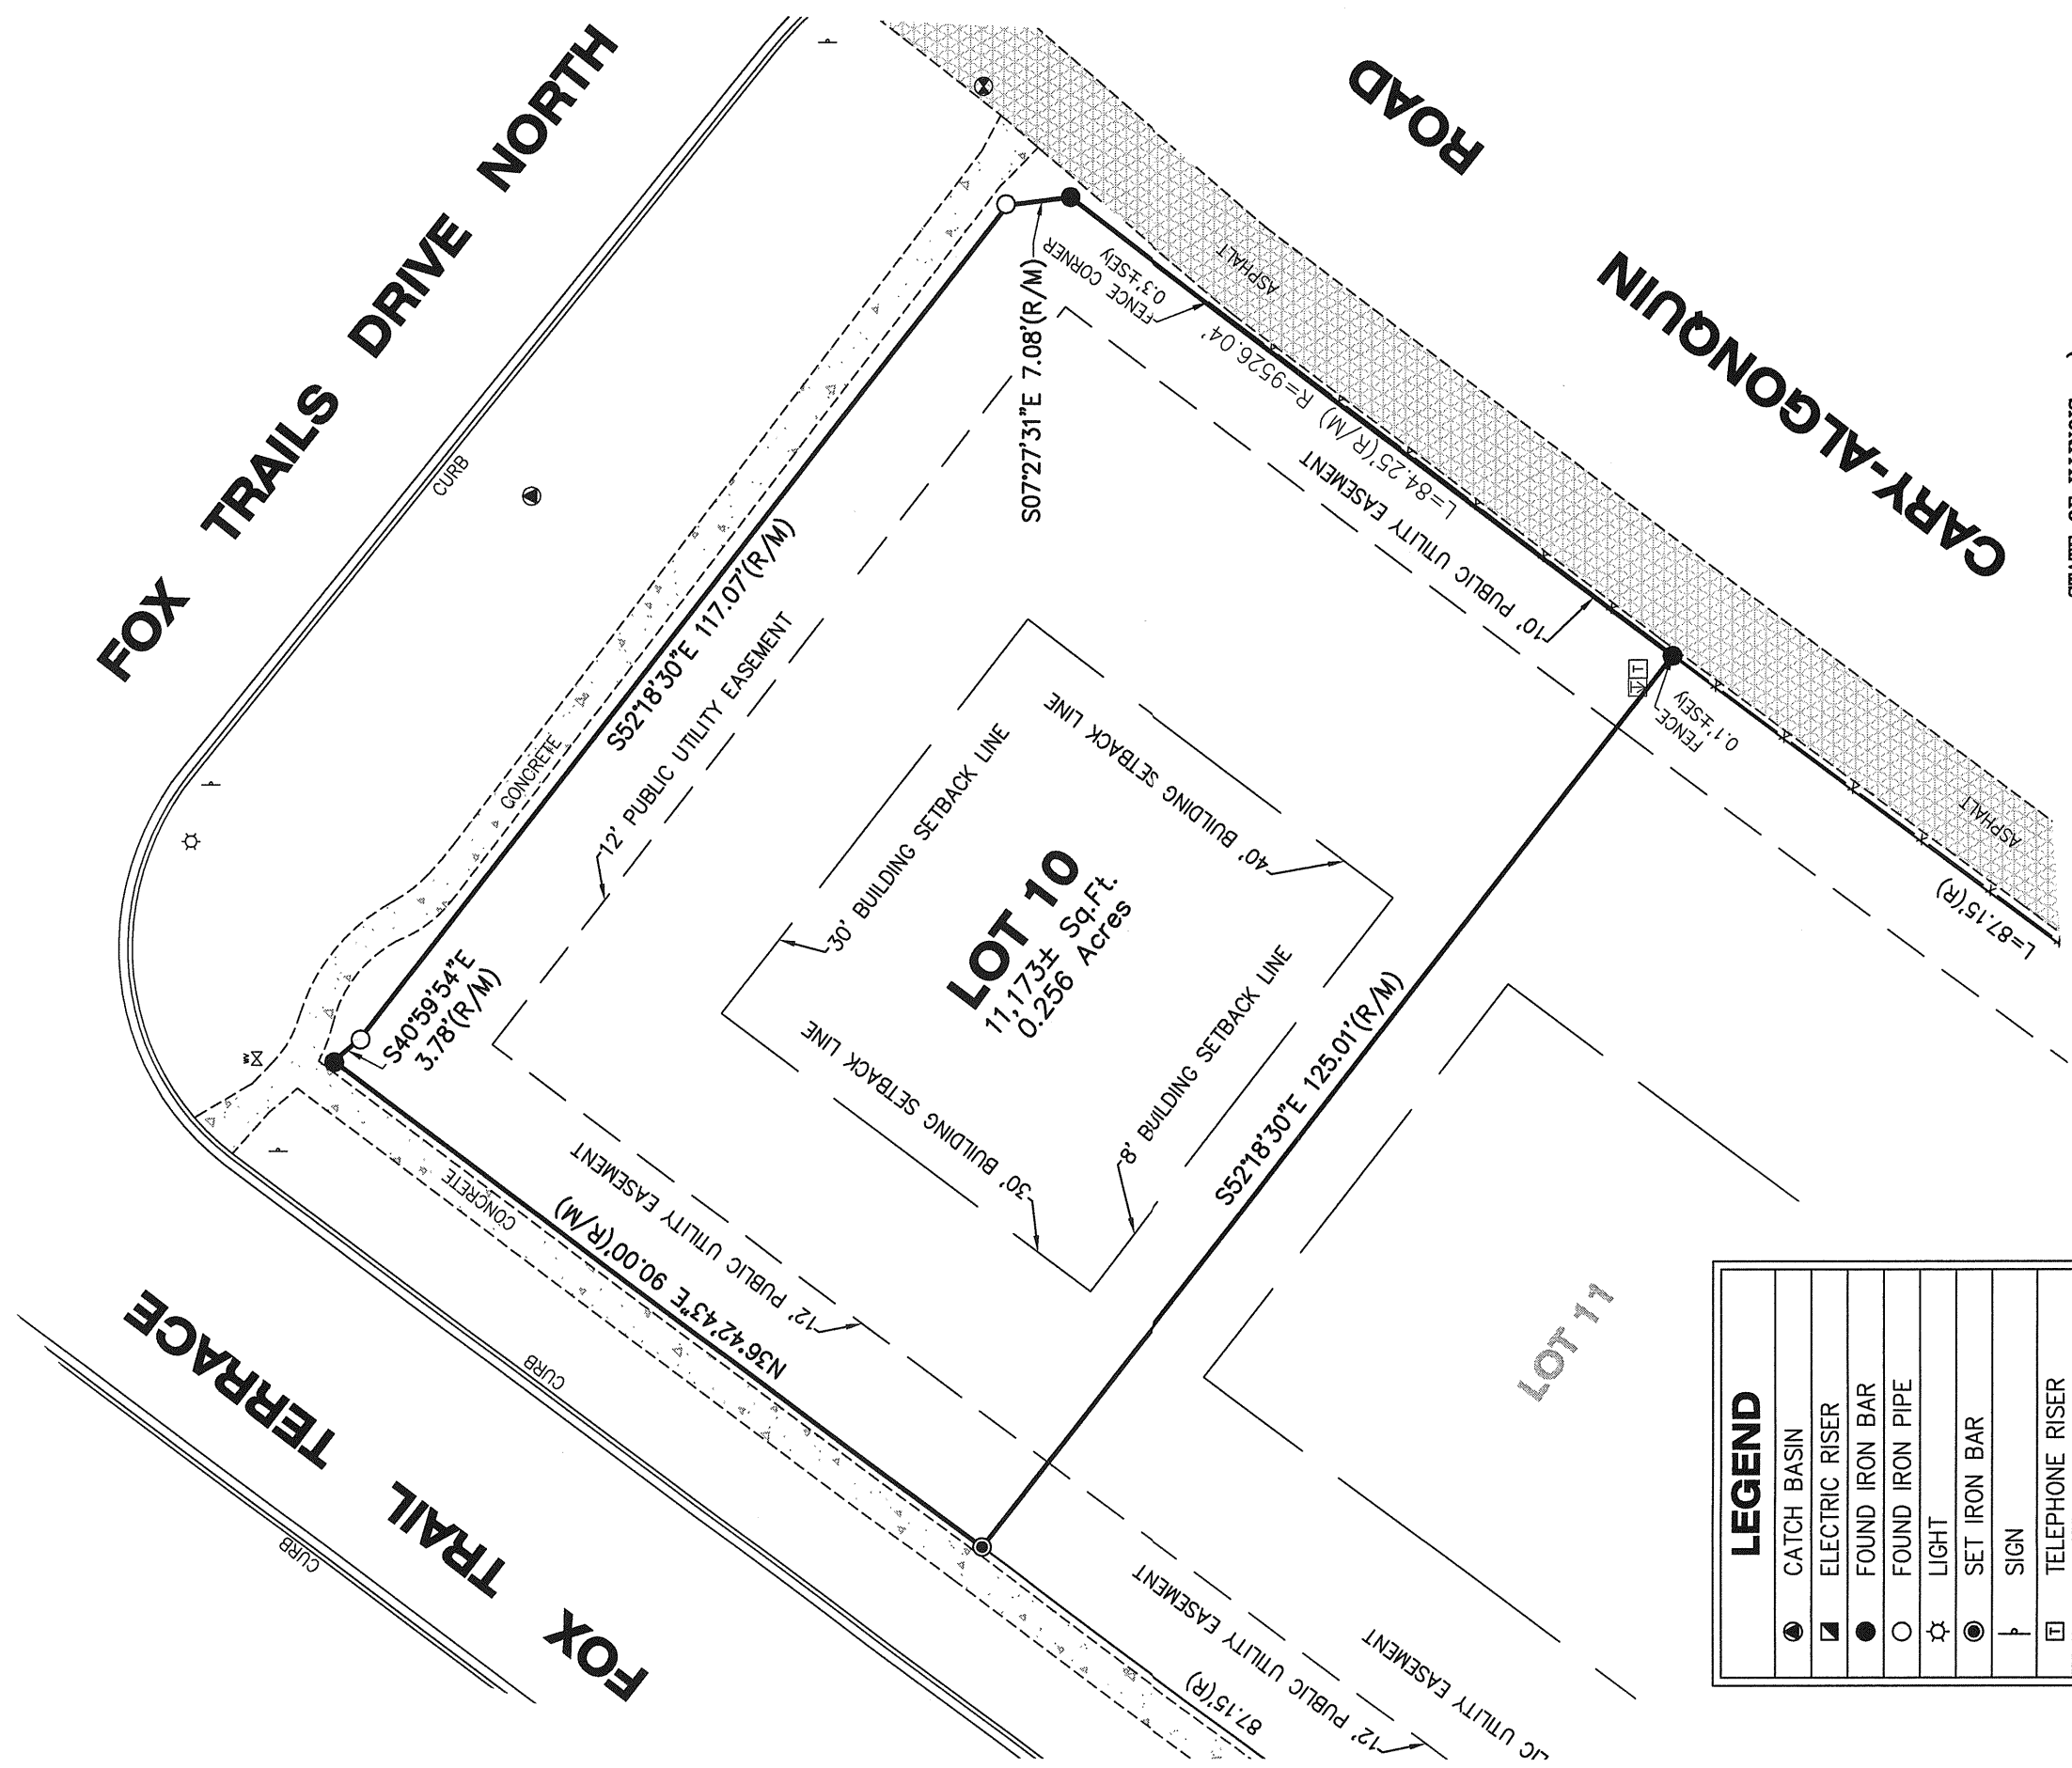 FOX TRAILS DRIVE NORTH
ROAD
CARY-ALGONQUIN
CURB
CONCRETE
S52°18'30"E 117.07'(R/M)
12' PUBLIC UTILITY EASEMENT
S07°27'31"E 7.08'(R/M)
FENCE CORNER
0.3'±SEly
ASPHALT
L=84.25'(R/M) R=9526.04'
10' PUBLIC UTILITY EASEMENT
30' BUILDING SETBACK LINE
40' BUILDING SETBACK LINE
LOT 10
11,173± Sq.Ft.
0.256 Acres
30' BUILDING SETBACK LINE
8' BUILDING SETBACK LINE
S40°59'54"E
3.78'(R/M)
WV
T
T
FENCE
0.1'±SEly
ASPHALT
L=87.15'(R)
S52°18'30"E 125.01'(R/M)
CONCRETE
N36°42'43"E 90.00'(R/M)
12' PUBLIC UTILITY EASEMENT
CURB
FOX TRAIL TERRACE
CURB
LOT 11
87.15'(R)
12' PUBLIC UTILITY EASEMENT
LIC UTILITY EASEMENT
LEGEND
CATCH BASIN
ELECTRIC RISER
FOUND IRON BAR
FOUND IRON PIPE
LIGHT
SET IRON BAR
SIGN
T TELEPHONE RISER